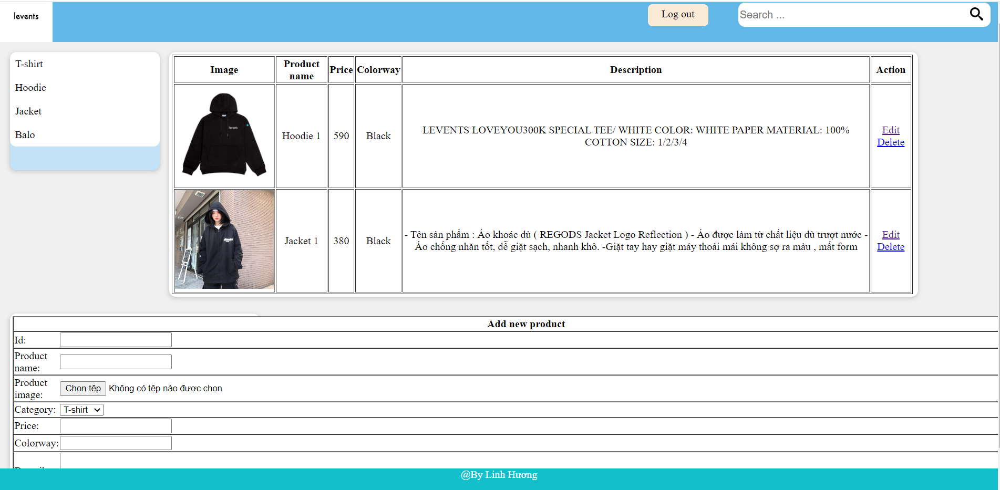 levents
Log out
Search ...
T-shirt
Hoodie
Jacket
Balo
Image
Product
name
Price
Colorway
Description
Action
levents
Hoodie 1
590
Black
LEVENTS LOVEYOU300K SPECIAL TEE/ WHITE COLOR: WHITE PAPER MATERIAL: 100%
COTTON SIZE: 1/2/3/4
Edit
Delete
Jacket 1
380
Black
- Tên sản phẩm : Áo khoác dù ( REGODS Jacket Logo Reflection ) - Áo được làm từ chất liệu dù trượt nước -
Áo chống nhăn tốt, dễ giặt sạch, nhanh khô. -Giặt tay hay giặt máy thoải mái không sợ ra màu , mất form
Edit
Delete
Add new product
Id:
Product
name:
Product
image:
Chọn tệp Không có tệp nào được chọn
Category:
T-shirt
Price:
Colorway:
@By Linh Hương